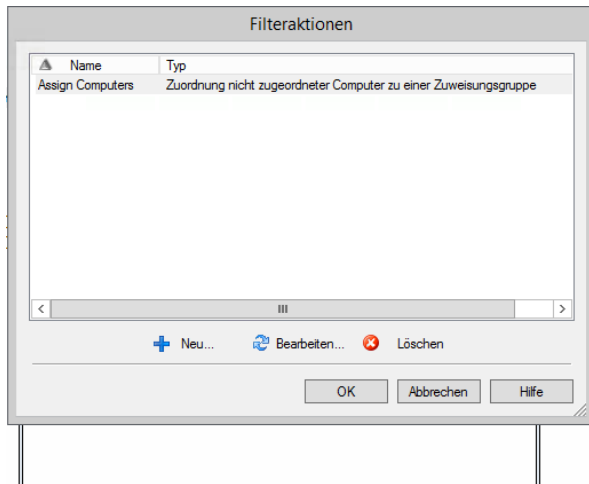 Filteraktionen
Name Typ
Assign Computers Zuordnung nicht zugeordneter Computer zu einer Zuweisungsgruppe
Neu... Bearbeiten... Löschen
OK Abbrechen Hilfe